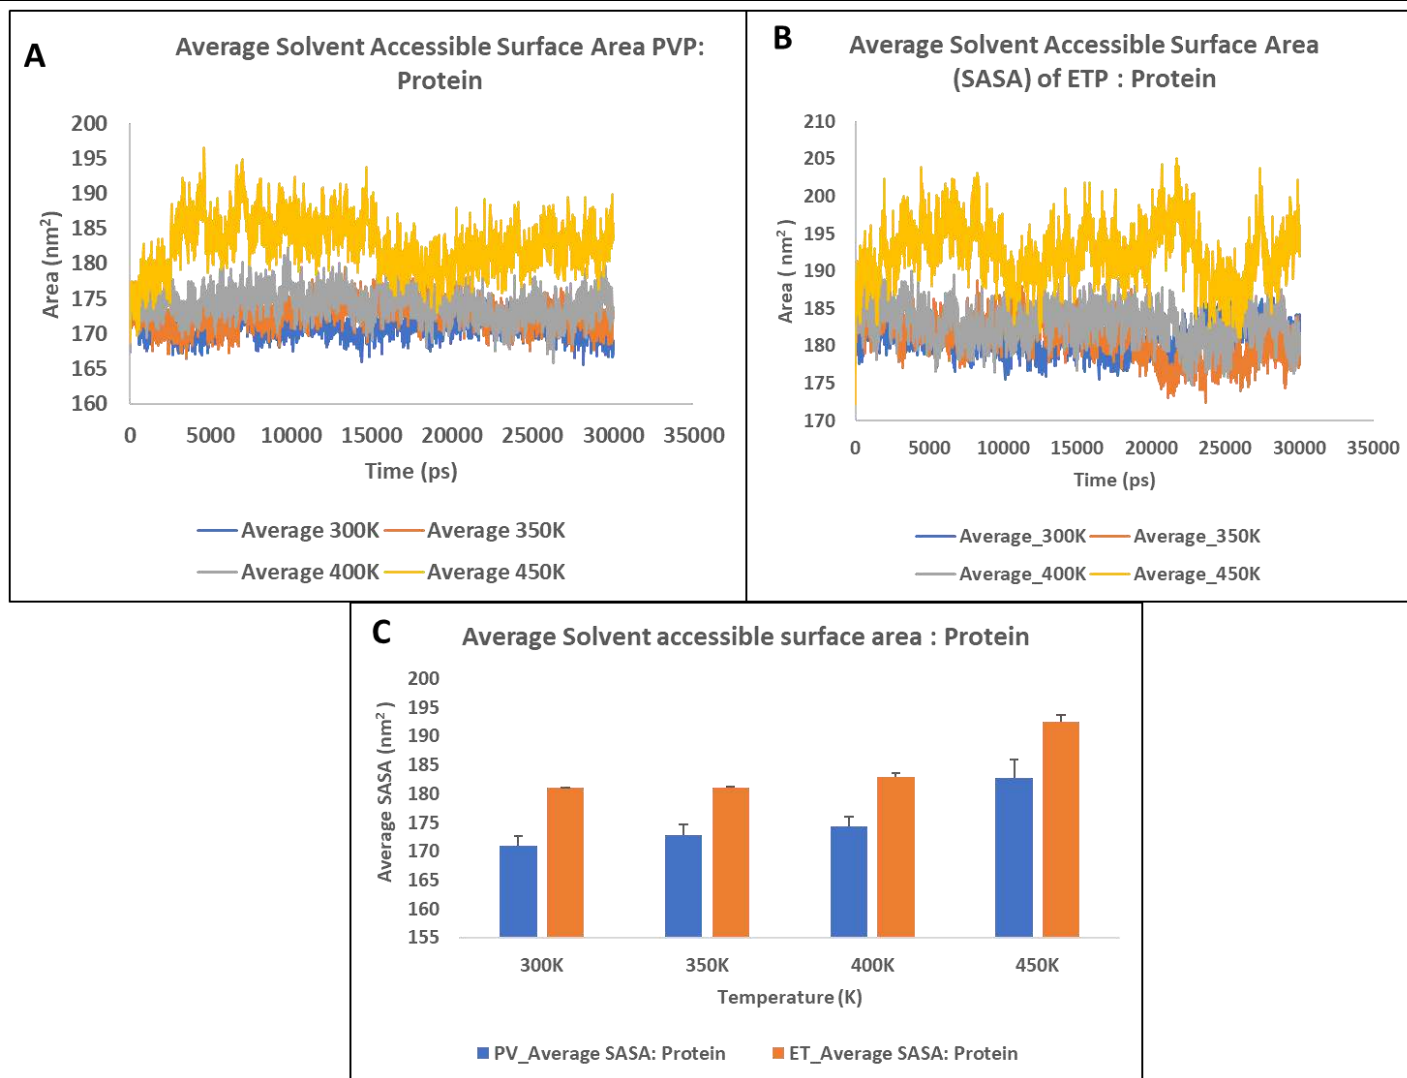 A
Average Solvent Accessible Surface Area PVP:
Protein
Area (nm²)
200
195
190
185
180
175
170
165
160
0 5000 10000 15000 20000 25000 30000 35000
Time (ps)
Average 300K Average 350K
Average 400K Average 450K
B
Average Solvent Accessible Surface Area
(SASA) of ETP : Protein
Area ( nm²)
210
205
200
195
190
185
180
175
170
0 5000 10000 15000 20000 25000 30000 35000
Time (ps)
Average_300K Average_350K
Average_400K Average_450K
C
Average Solvent accessible surface area : Protein
Average SASA (nm² )
200
195
190
185
180
175
170
165
160
155
300K 350K 400K 450K
Temperature (K)
PV_Average SASA: Protein ET_Average SASA: Protein